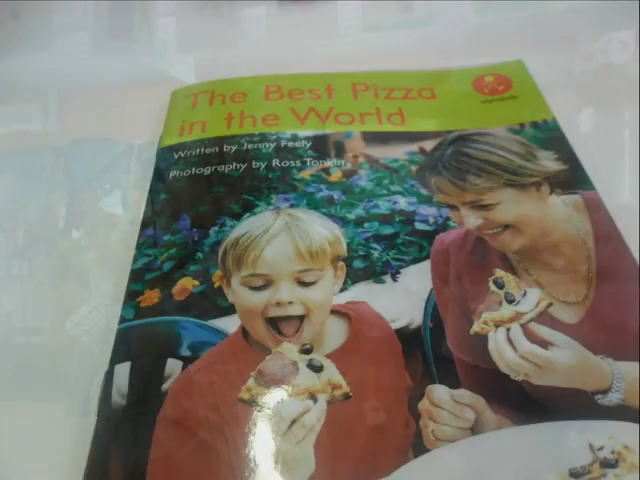 The Best Pizza
in the World
Written by Jenny Feely
Photography by Ross Tonkin